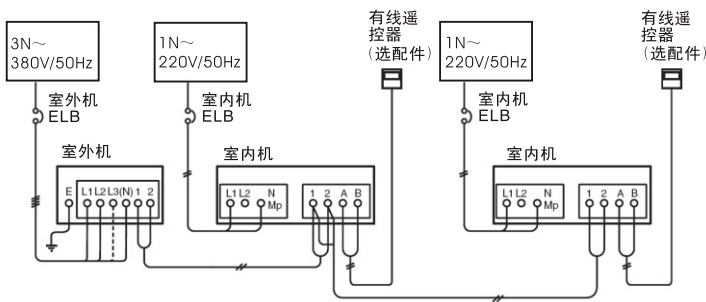 3N～
380V/50Hz
1N～
220V/50Hz
有线遥
控器
(选配件)
1N～
220V/50Hz
有线遥
控器
(选配件)
室外机
ELB
室内机
ELB
室内机
ELB
室外机
室内机
室内机
E L1 L2 L3 (N) 1 2
L1 L2 N
Mp
1 2 A B
L1 L2 N
Mp
1 2 A B